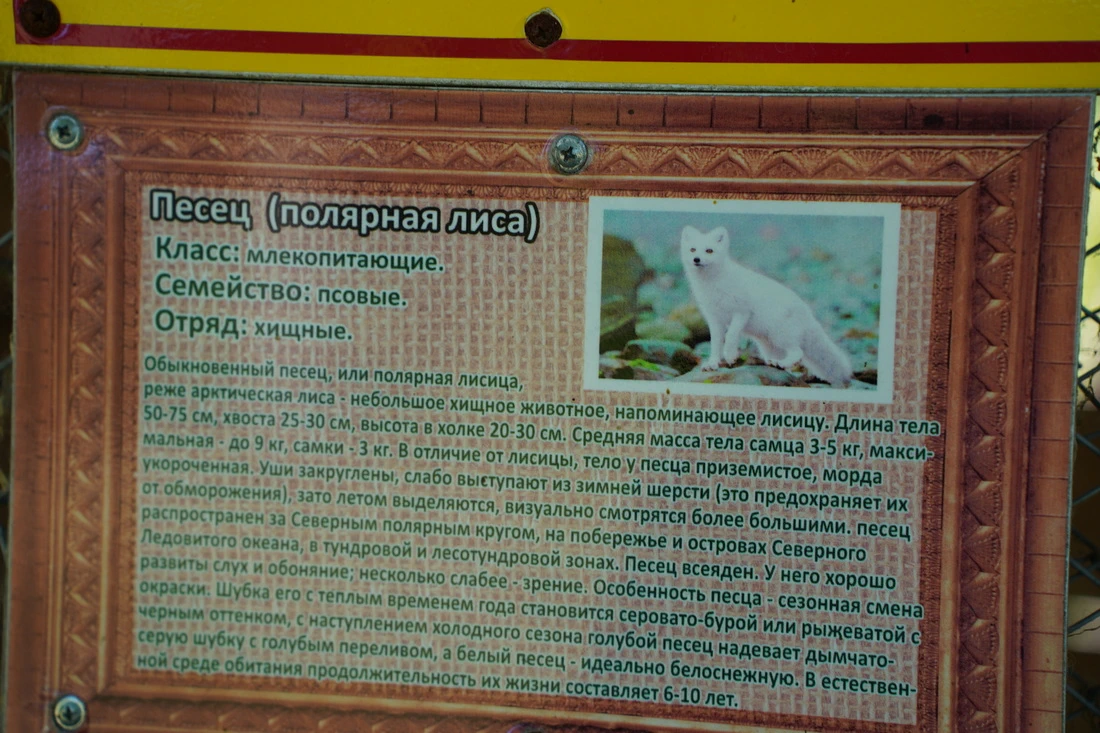 Песец (полярная лиса)
Класс: млекопитающие.
Семейство: псовые.
Отряд: хищные.
Обыкновенный песец, или полярная лисица,
реже арктическая лиса - небольшое хищное животное, напоминающее лисицу. Длина тела
50-75 см, хвоста 25-30 см, высота в холке 20-30 см. Средняя масса тела самца 3-5 кг, макси-
мальная - до 9 кг, самки - 3 кг. В отличие от лисицы, тело у песца приземистое, морда
укороченная. Уши закруглены, слабо выступают из зимней шерсти (это предохраняет их
от обморожения), зато летом выделяются, визуально смотрятся более большими. песец
распространен за Северным полярным кругом, на побережье и островах Северного
Ледовитого океана, в тундровой и лесотундровой зонах. Песец всеяден. У него хорошо
развиты слух и обоняние; несколько слабее - зрение. Особенность песца - сезонная смена
окраски. Шубка его с теплым временем года становится серовато-бурой или рыжеватой с
черным оттенком, с наступлением холодного сезона голубой песец надевает дымчато-
серую шубку с голубым переливом, а белый песец - идеально белоснежную. В естествен-
ной среде обитания продолжительность их жизни составляет 6-10 лет.